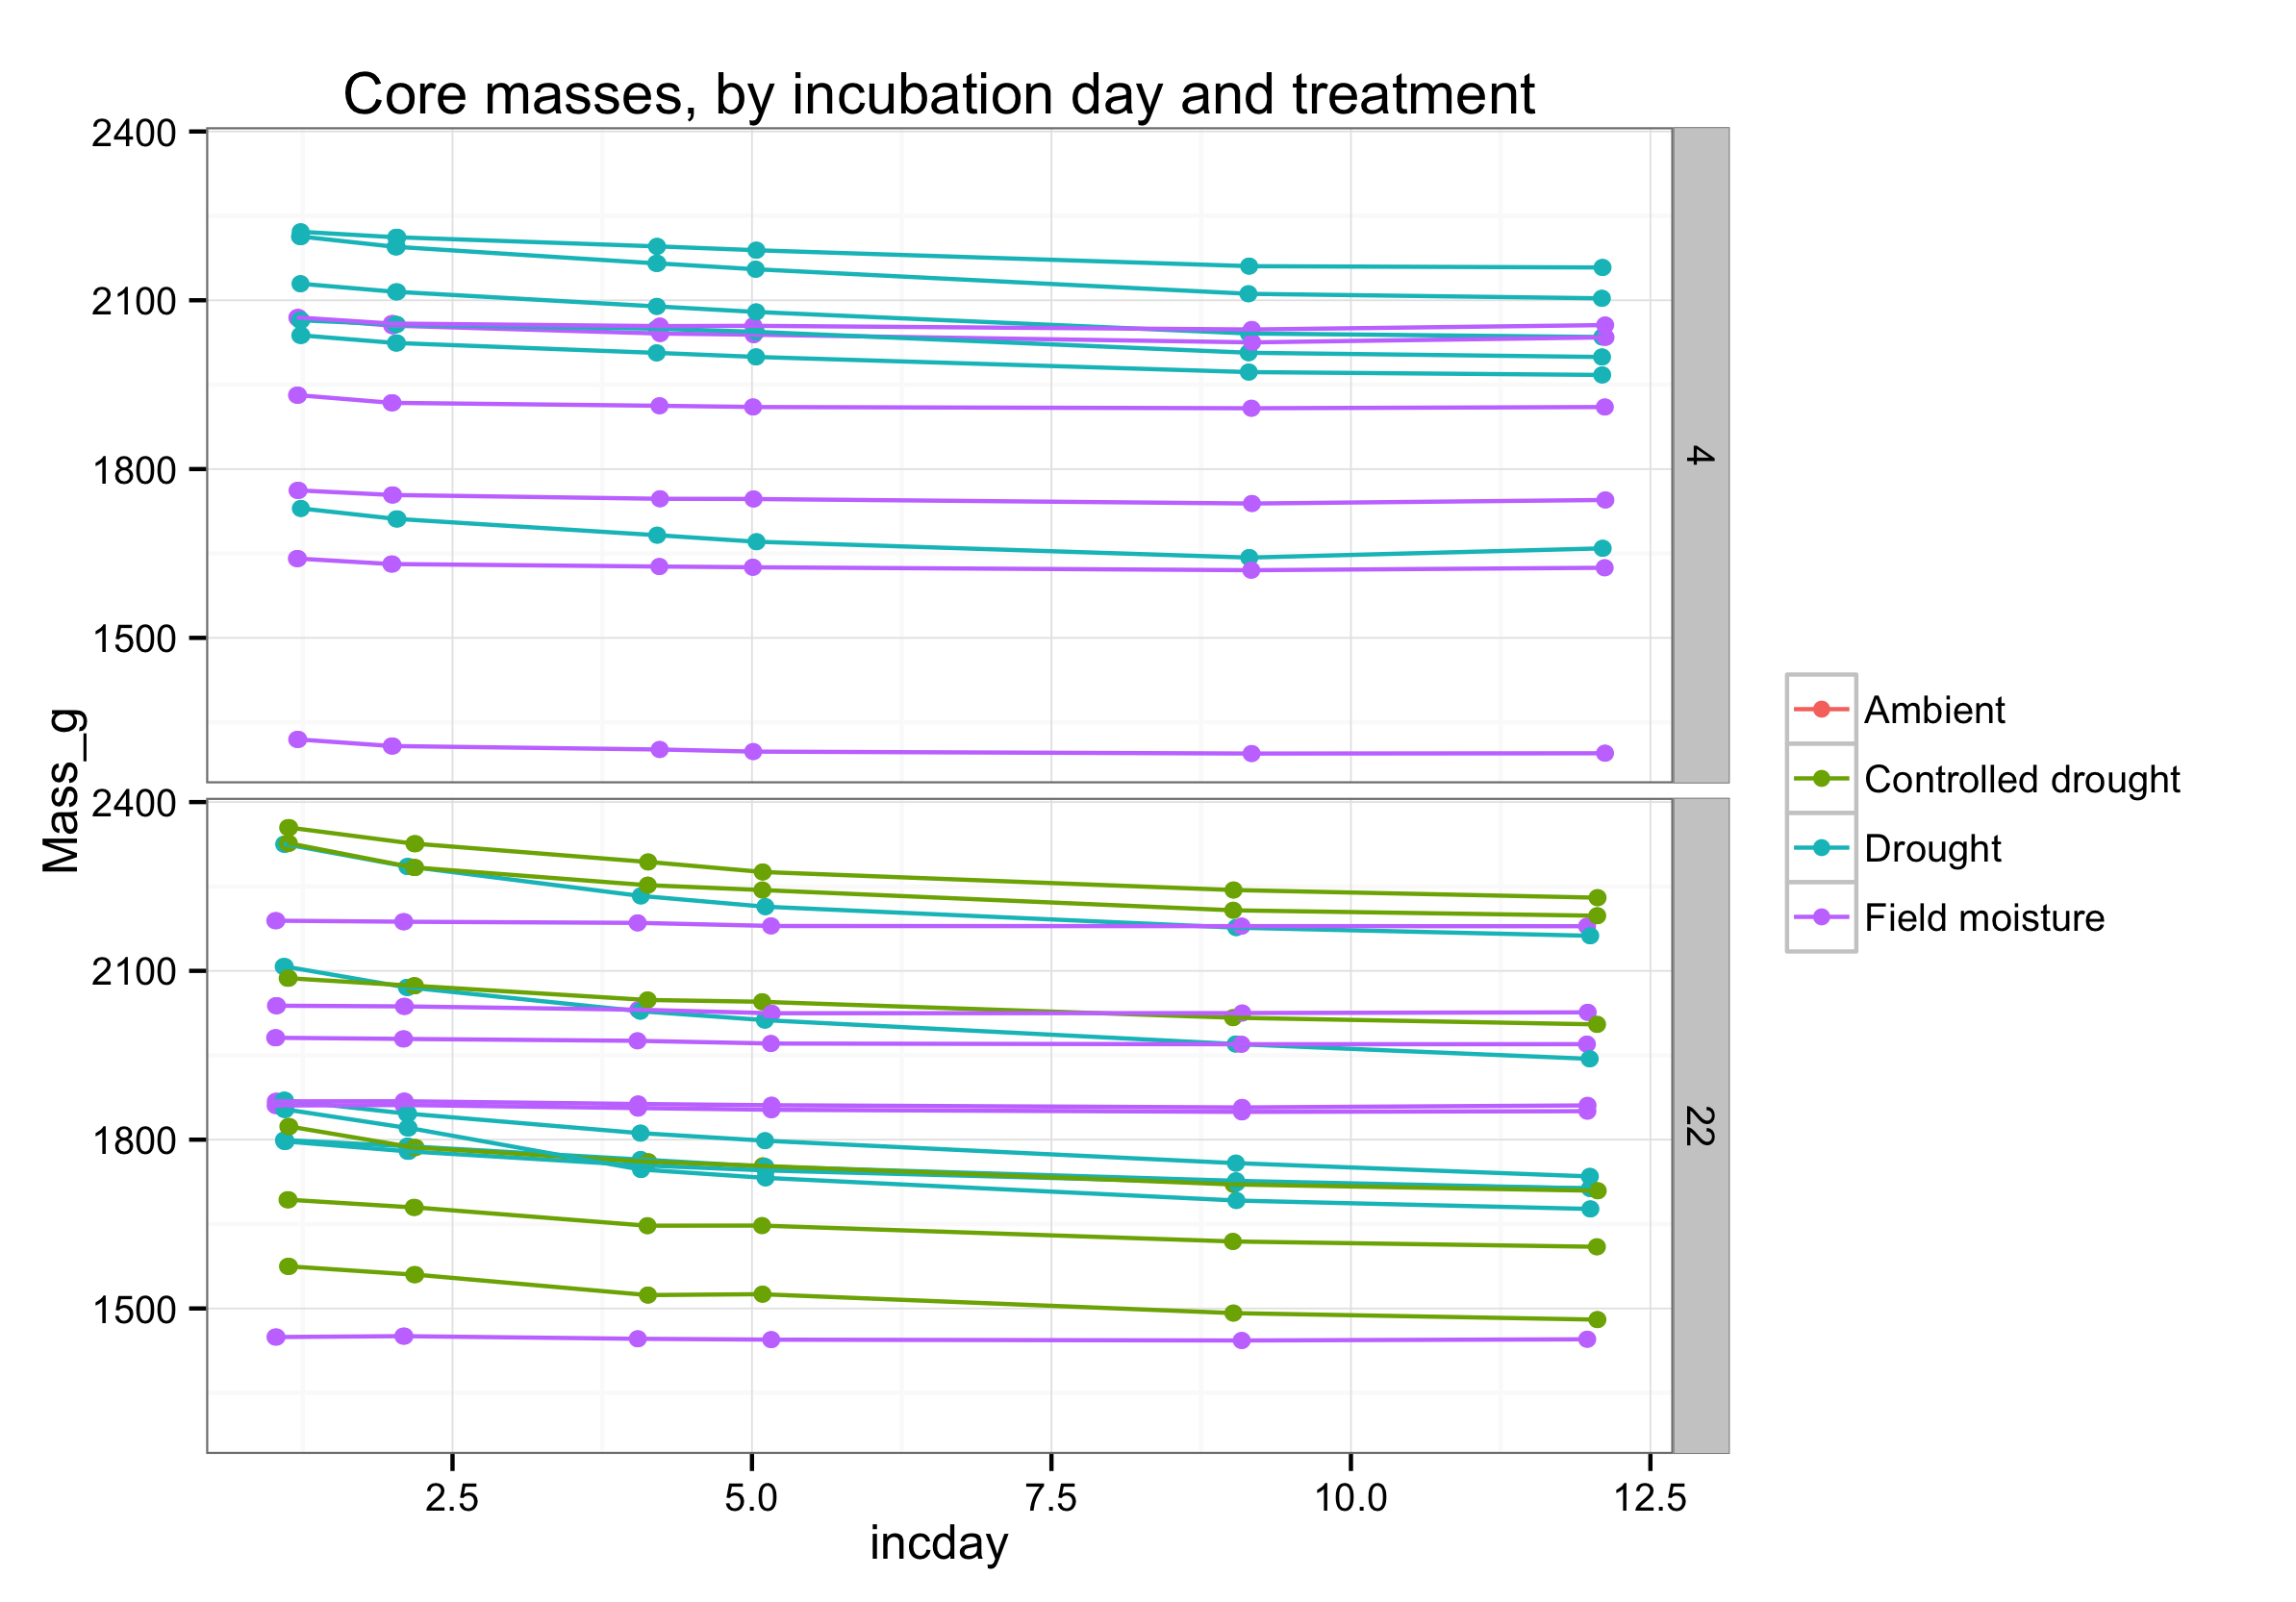 Core masses, by incubation day and treatment
2400
2100
1800
1500
4
Mass_g
2400
2100
1800
1500
22
2.5 5.0 7.5 10.0 12.5
incday
Ambient
Controlled drought
Drought
Field moisture